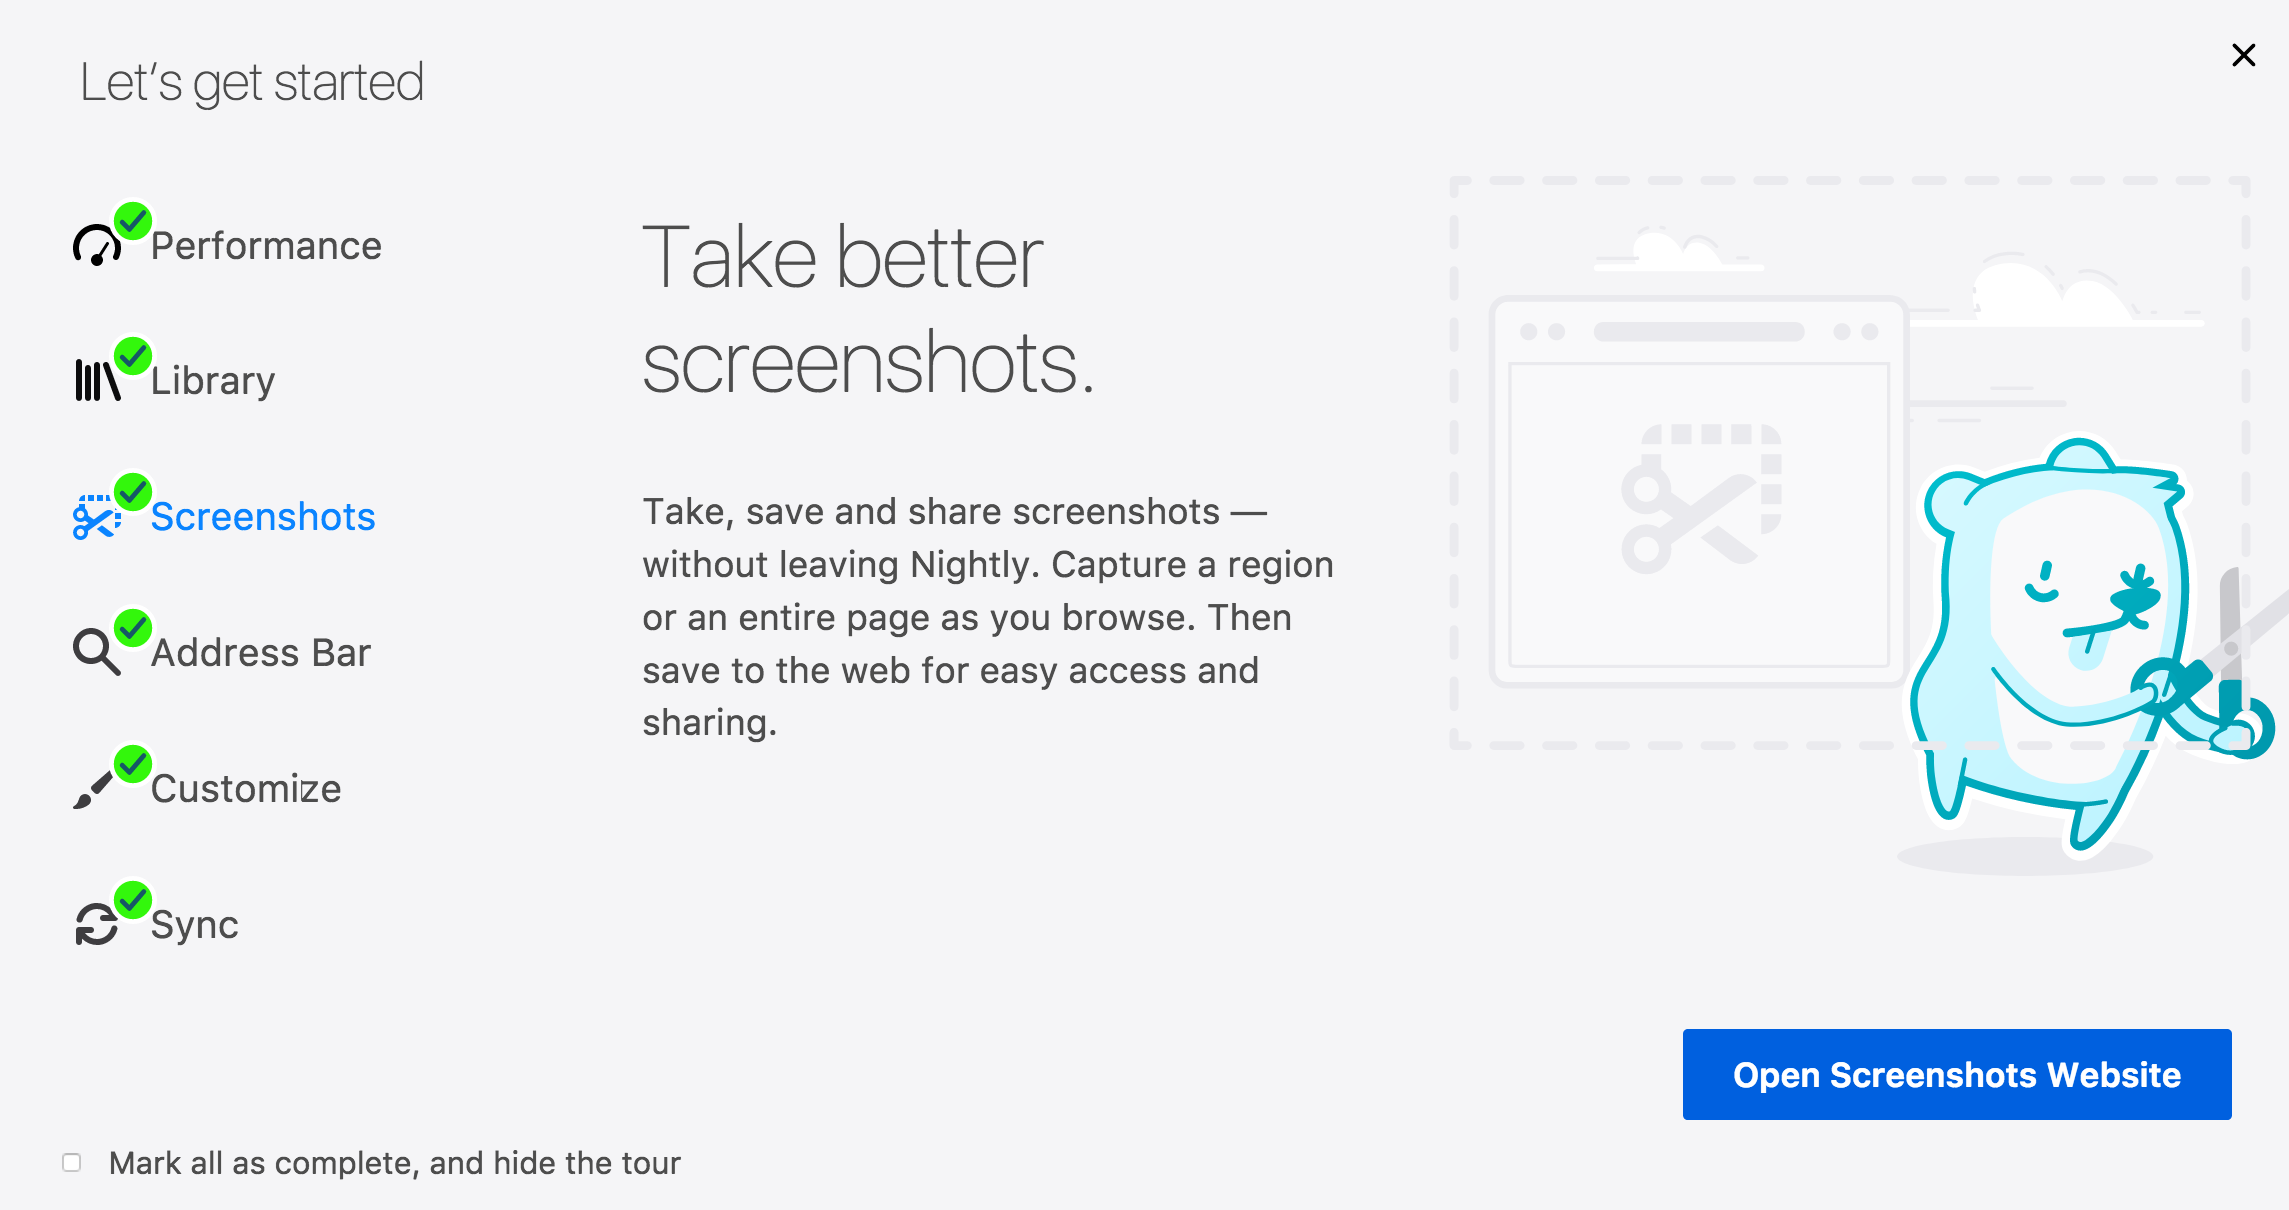 Let’s get started
Performance
Library
Screenshots
Address Bar
Customize
Sync
Take better
screenshots.
Take, save and share screenshots —
without leaving Nightly. Capture a region
or an entire page as you browse. Then
save to the web for easy access and
sharing.
Open Screenshots Website
Mark all as complete, and hide the tour